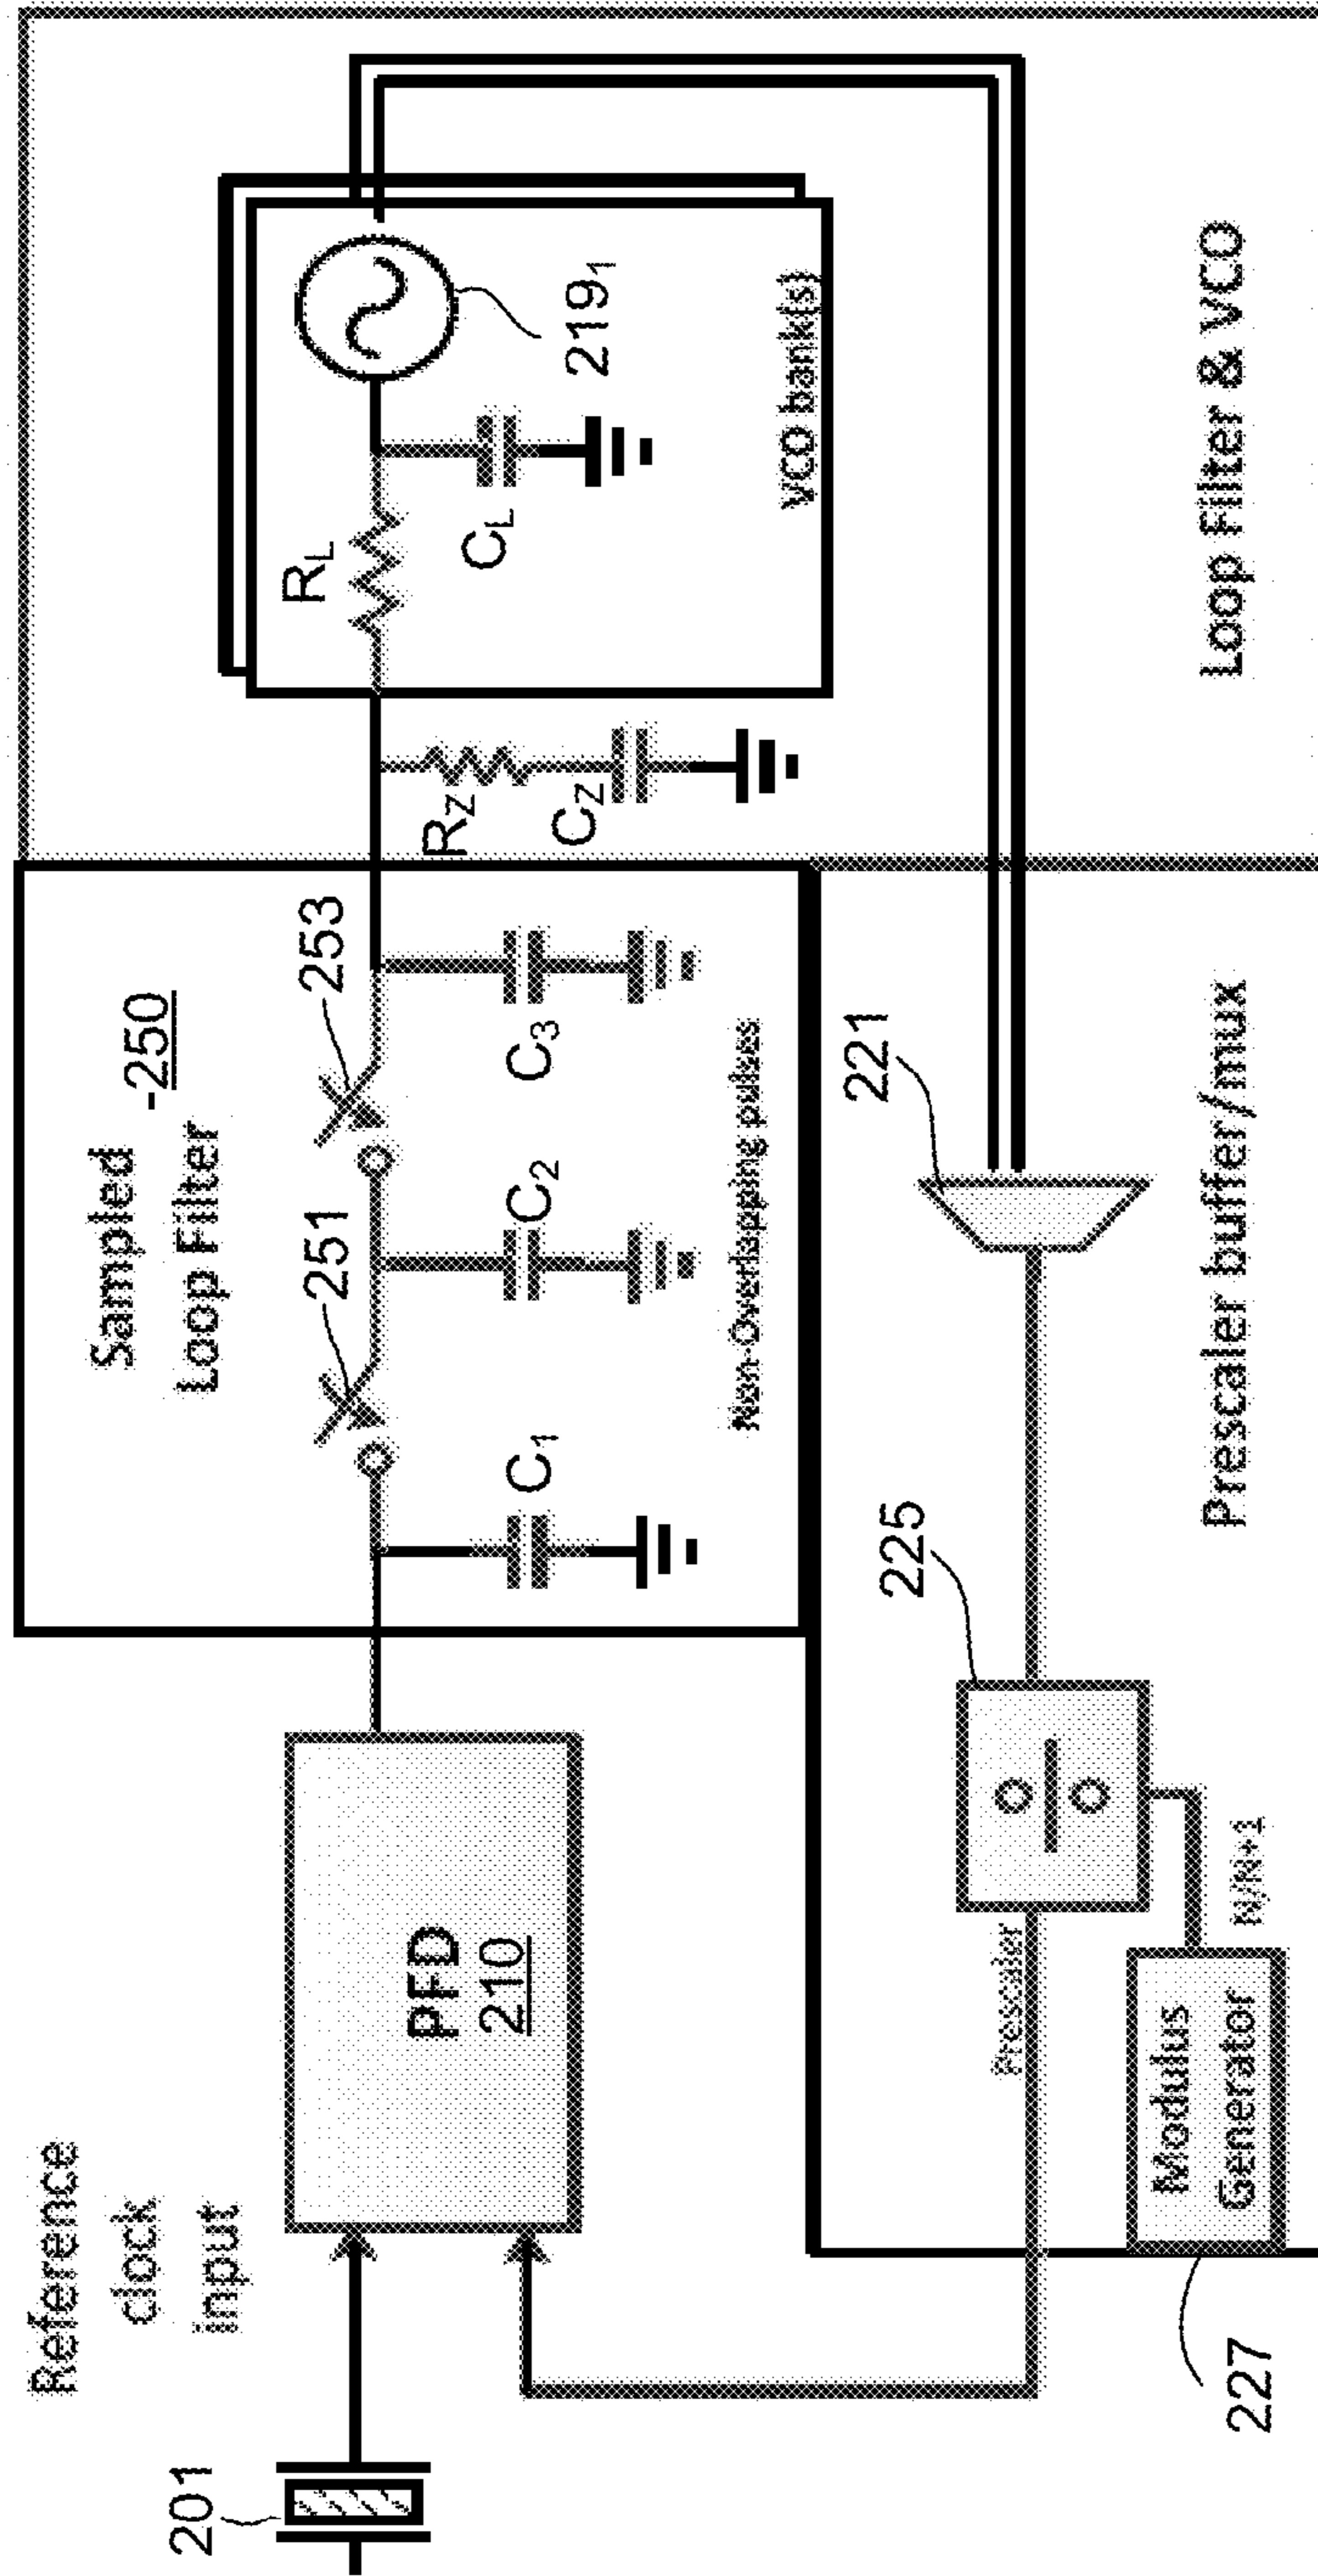 Reference
clock
input
201
PFD
210
Sampled
Loop Filter
-250
251
253
C1
C2
C3
Non-Overlapping pulses
RZ
CZ
RL
CL
219₁
VCO bank(s)
Loop Filter & VCO
221
225
Prescaler
N/N+1
Modulus
Generator
227
Prescaler buffer/mux